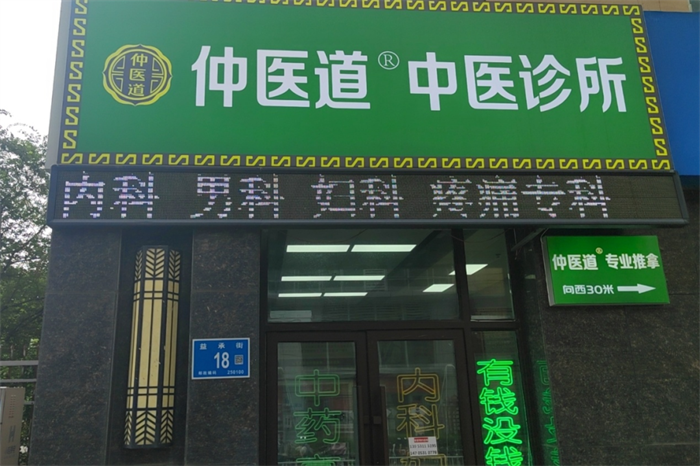 仲医道
仲医道® 中医诊所
内科 男科 妇科 疼痛专科
仲医道® 专业推拿
向西30米
18
中药
内科
有钱没钱